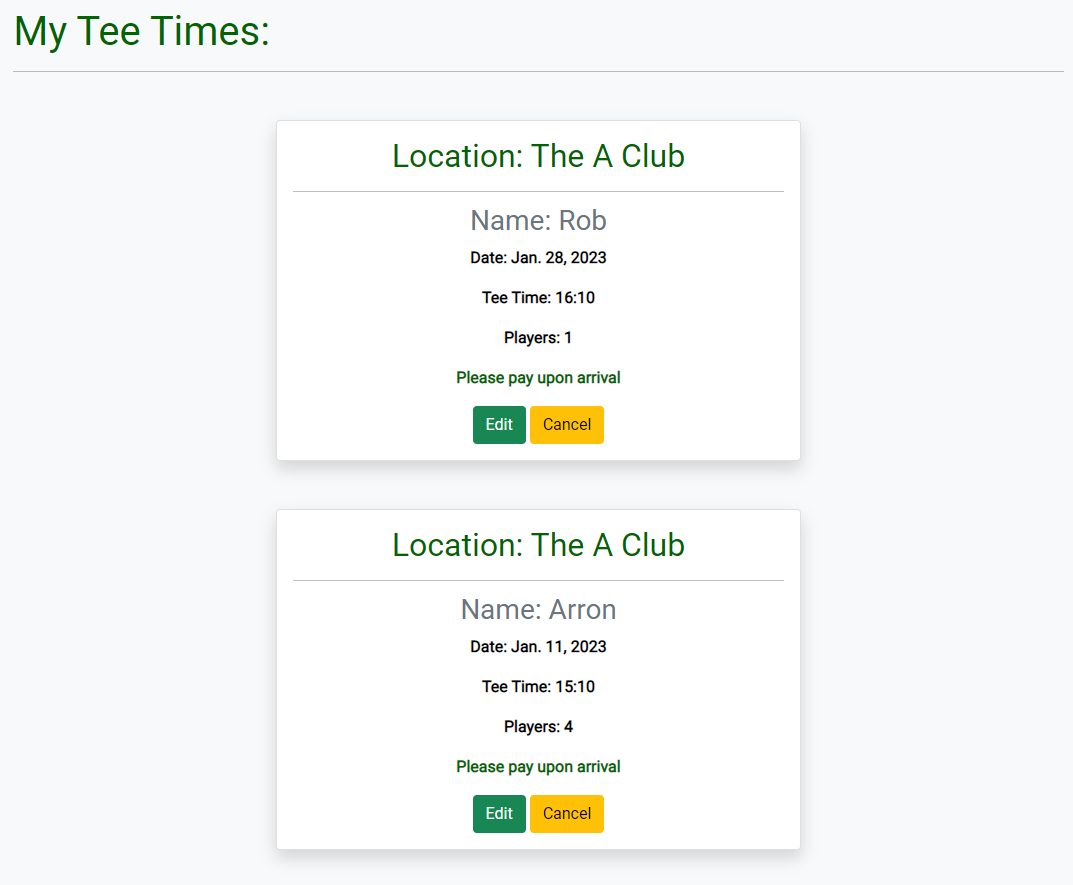 My Tee Times:
Location: The A Club
Name: Rob
Date: Jan. 28, 2023
Tee Time: 16:10
Players: 1
Please pay upon arrival
Edit Cancel
Location: The A Club
Name: Arron
Date: Jan. 11, 2023
Tee Time: 15:10
Players: 4
Please pay upon arrival
Edit Cancel